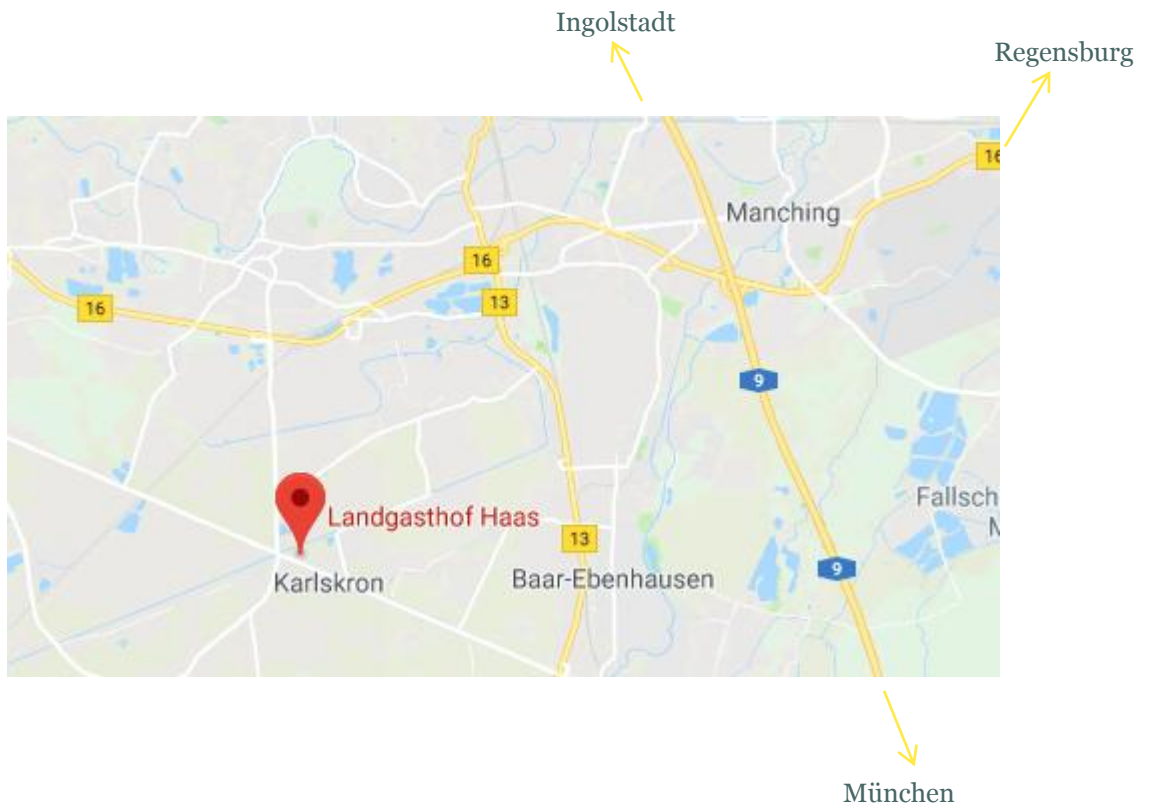 Ingolstadt
Regensburg
16
Manching
16
13
16
9
Landgasthof Haas
Fallsch
M
13
9
Karlskron
Baar-Ebenhausen
München